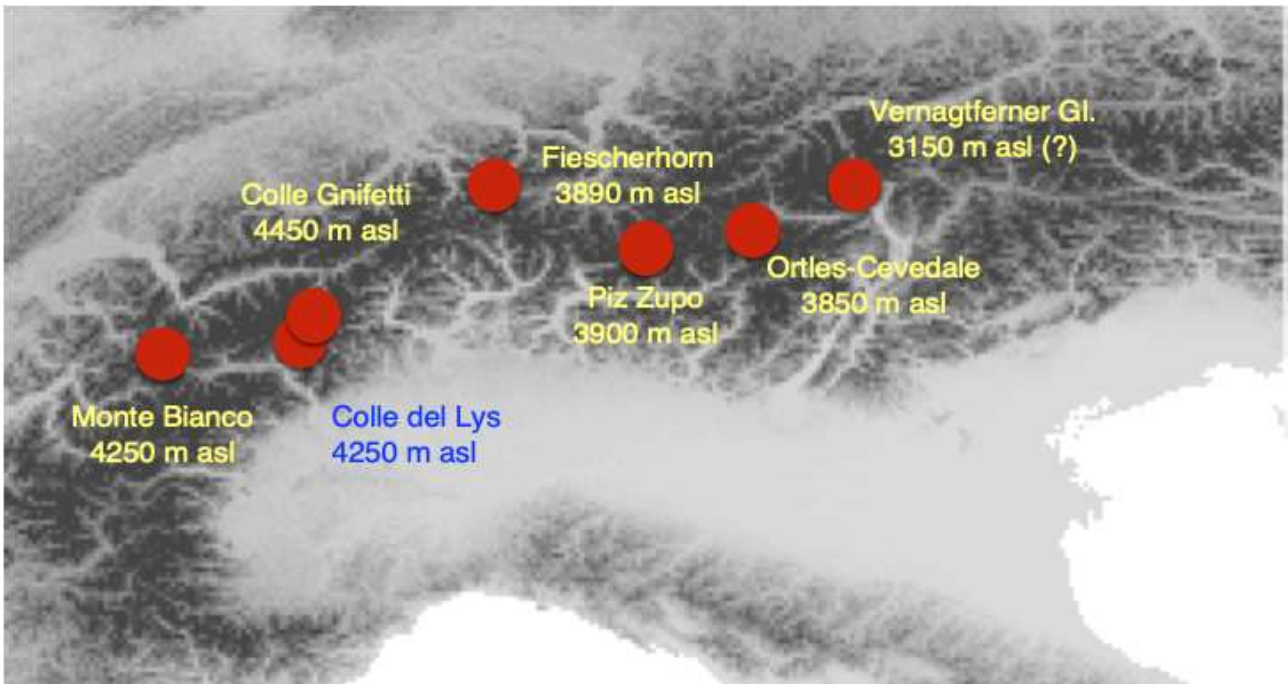 Vernagtferner Gl.
3150 m asl (?)
Fiescherhorn
3890 m asl
Colle Gnifetti
4450 m asl
Ortles-Cevedale
3850 m asl
Piz Zupo
3900 m asl
Monte Bianco
4250 m asl
Colle del Lys
4250 m asl